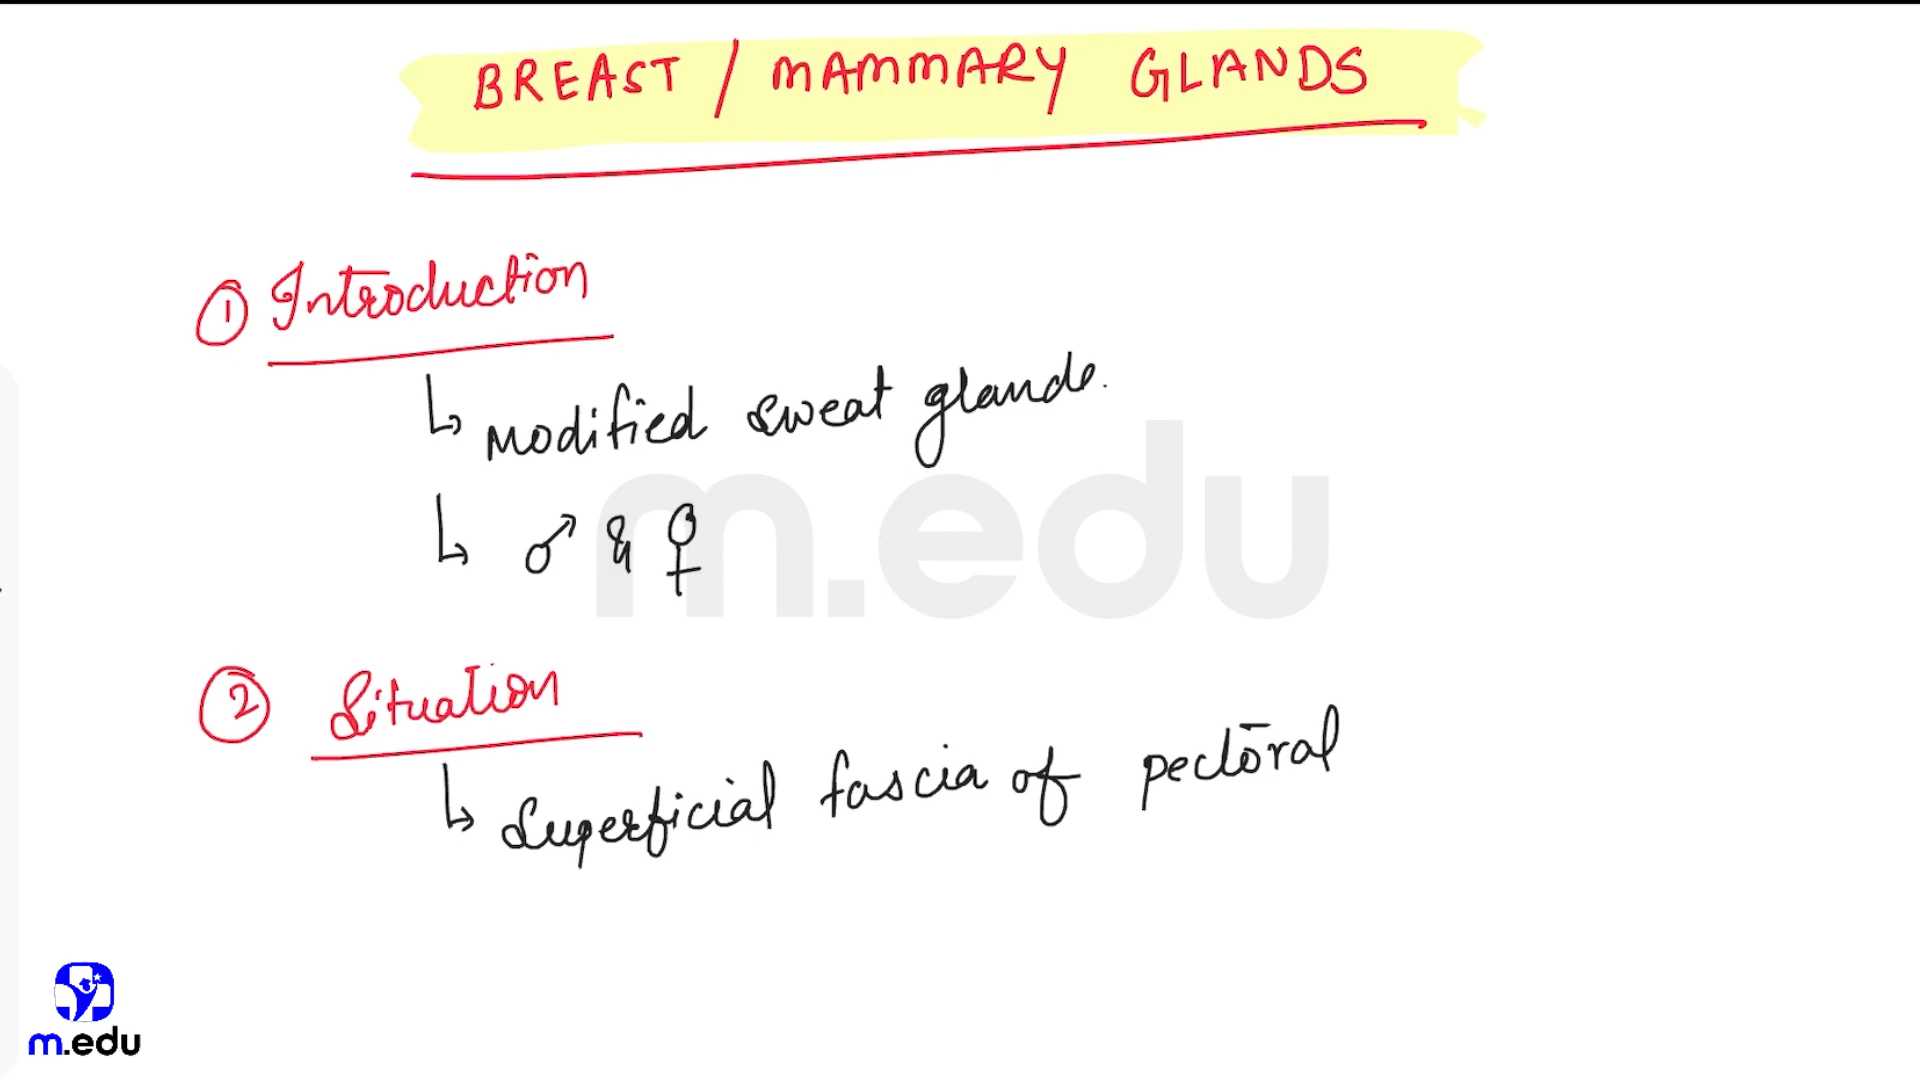 BREAST / MAMMARY GLANDS
① Introduction
↳ modified sweat glands.
↳ ♂ & ♀
② Situation
↳ Superficial fascia of pectoral
m.edu
m.edu